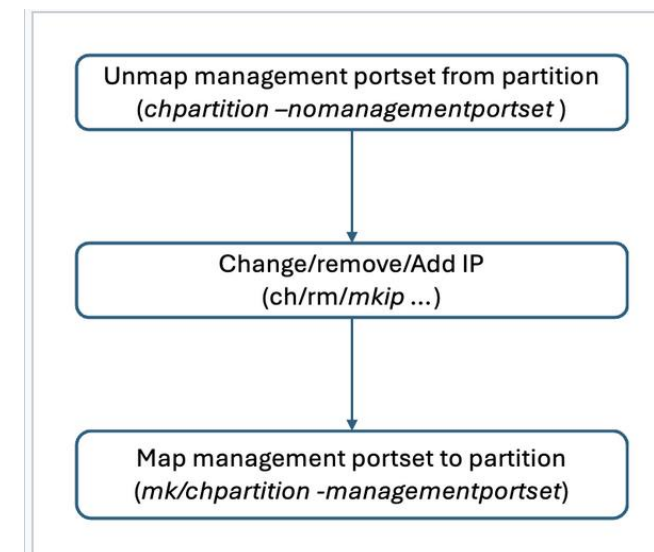 Unmap management portset from partition
(chpartition –nomanagementportset )
Change/remove/Add IP
(ch/rm/mkip ...)
Map management portset to partition
(mk/chpartition -managementportset)